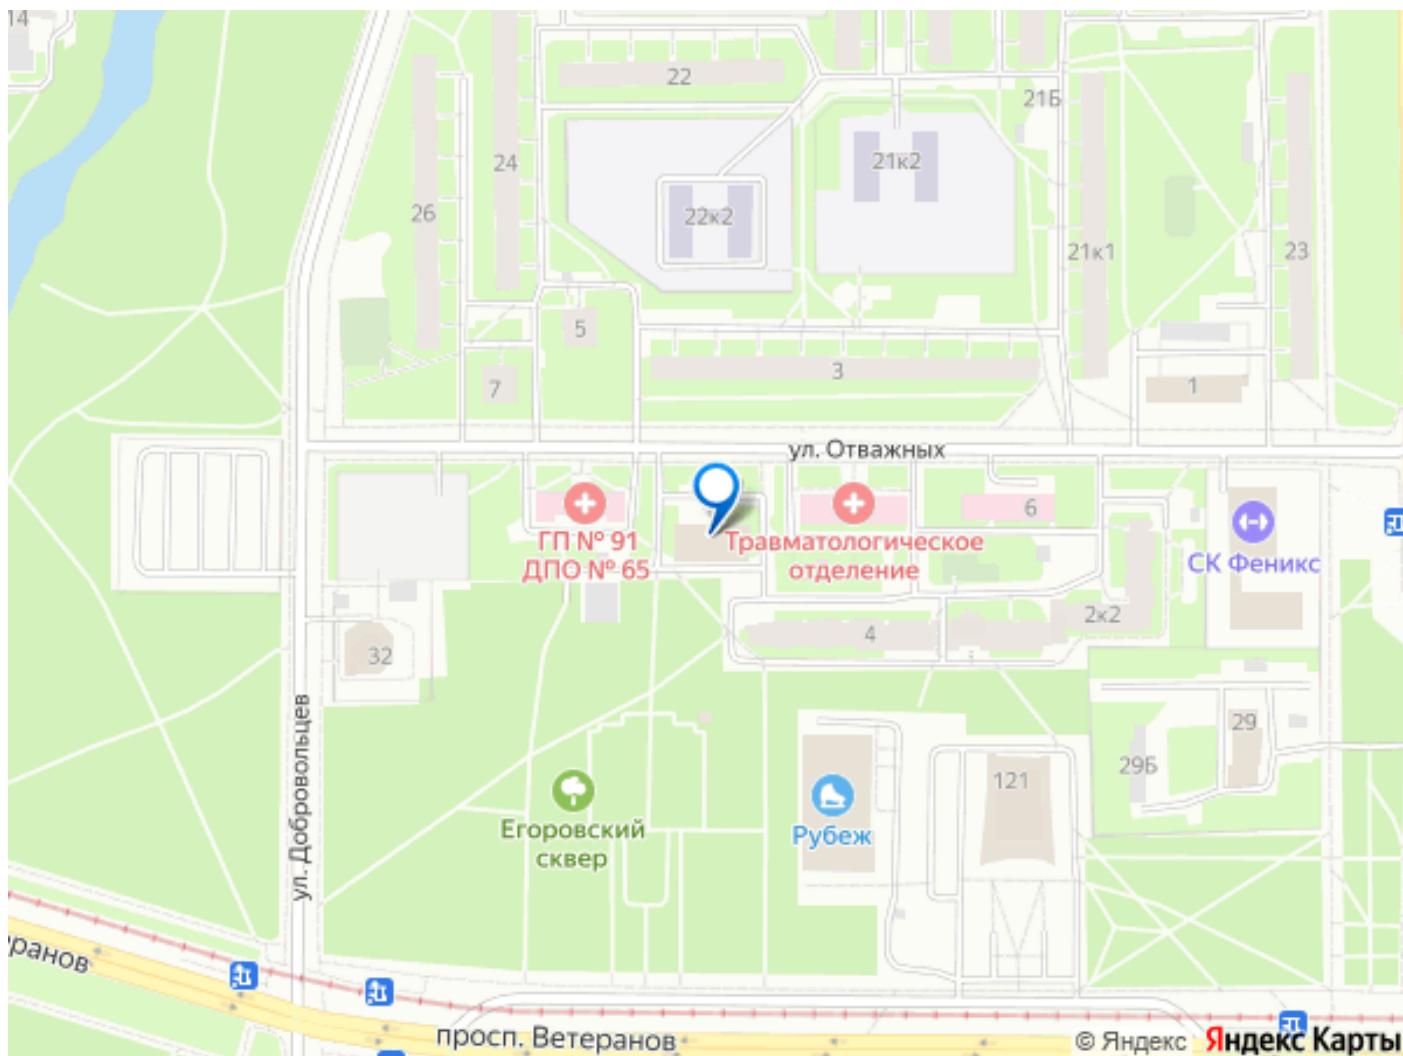 14
22
21Б
24
21к2
26
22к2
21к1
23
5
3
7
1
ул. Отважных
6
ГП № 91
ДПО № 65
Травматологическое
отделение
СК Феникс
2к2
4
32
29
29Б
121
ул. Добровольцев
Егоровский
сквер
Рубеж
еранов
просп. Ветеранов
© Яндекс Яндекс Карты